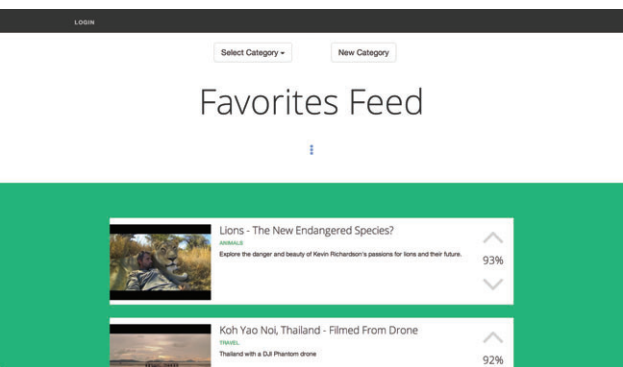 LOGIN
Select Category
New Category
Favorites Feed
Lions - The New Endangered Species?
ANIMALS
Explore the danger and beauty of Kevin Richardson's passions for lions and their future.
93%
Koh Yao Noi, Thailand - Filmed From Drone
TRAVEL
Thailand with a DJI Phantom drone
92%